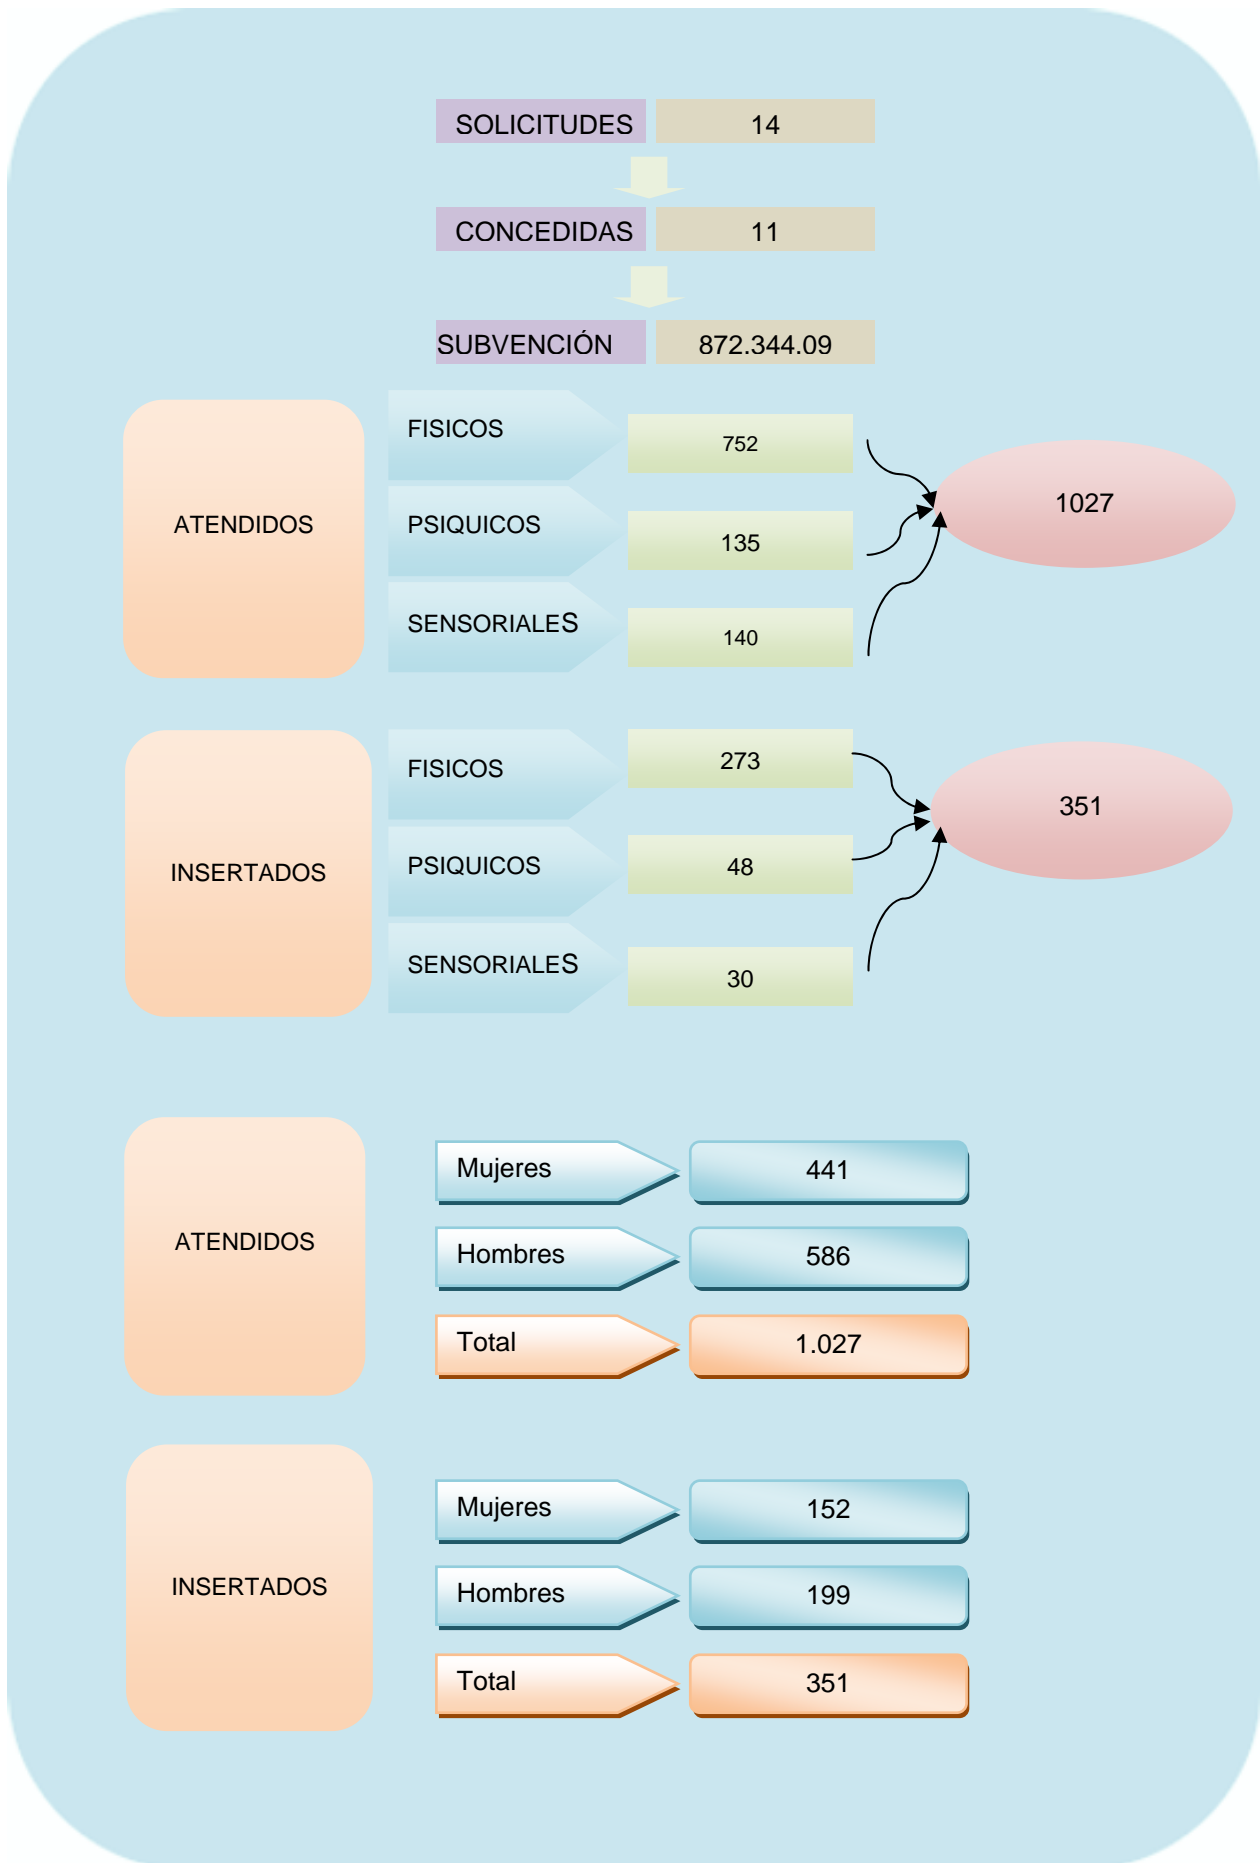 SOLICITUDES 14
CONCEDIDAS 11
SUBVENCIÓN 872.344.09
ATENDIDOS
FISICOS 752
PSIQUICOS 135
SENSORIALES 140
1027
INSERTADOS
FISICOS 273
PSIQUICOS 48
SENSORIALES 30
351
ATENDIDOS
Mujeres 441
Hombres 586
Total 1.027
INSERTADOS
Mujeres 152
Hombres 199
Total 351